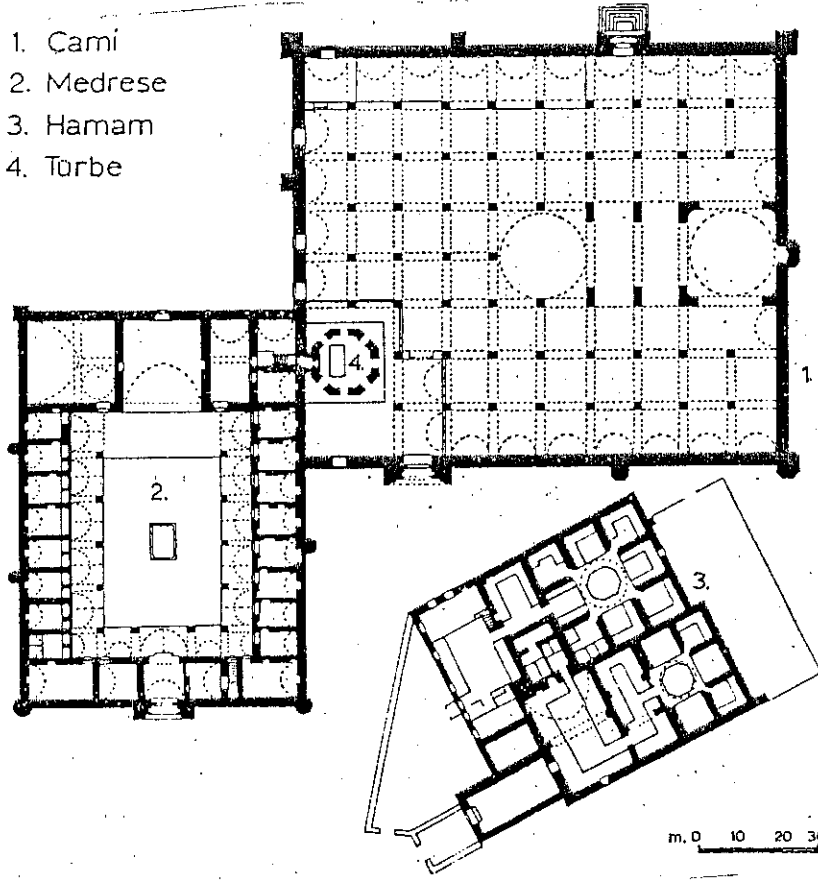 1. Cami
2. Medrese
3. Hamam
4. Türbe
4.
1.
2.
3.
m. 0 10 20 30